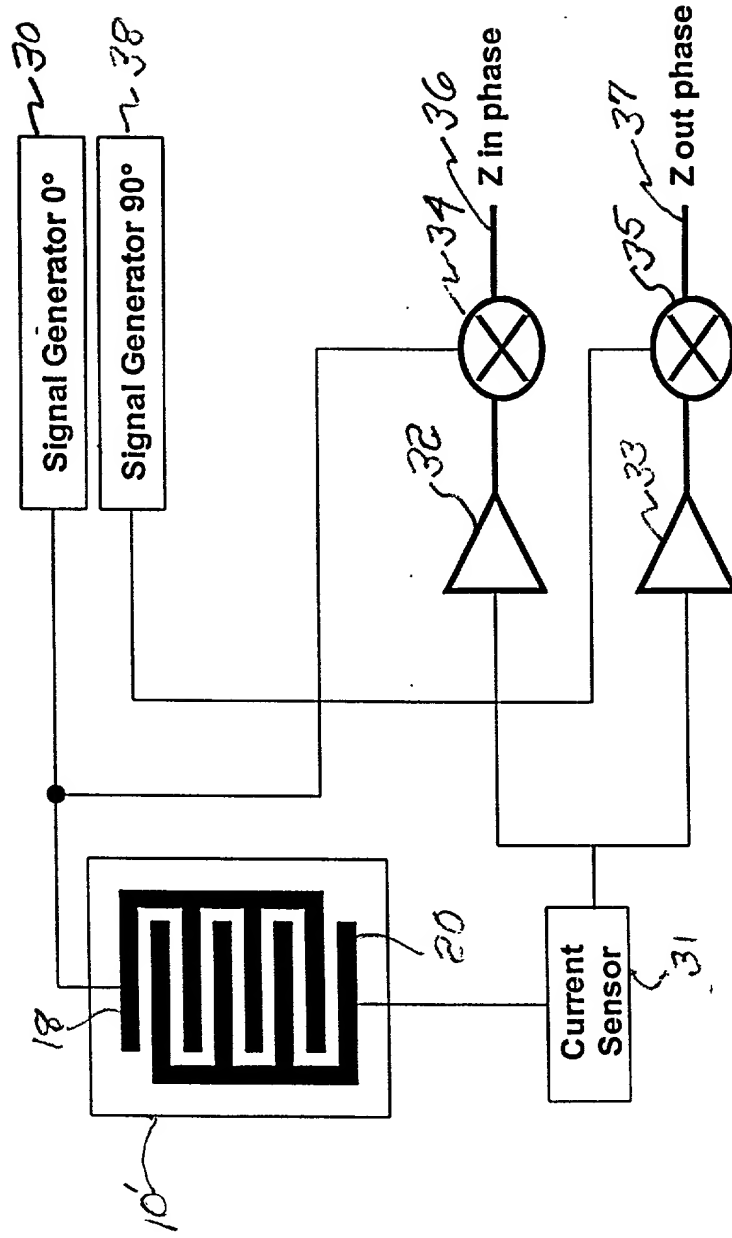 Signal Generator 0°
30
Signal Generator 90°
38
18
10'
20
Current
Sensor
31
32
34
36
Z in phase
33
35
37
Z out phase